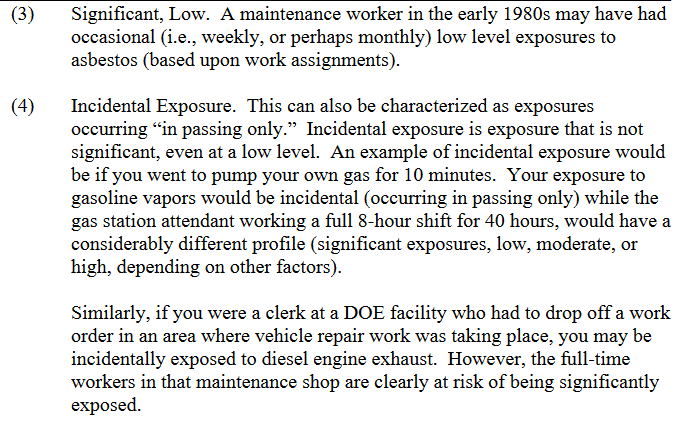 (3) Significant, Low. A maintenance worker in the early 1980s may have had
occasional (i.e., weekly, or perhaps monthly) low level exposures to
asbestos (based upon work assignments).
(4) Incidental Exposure. This can also be characterized as exposures
occurring “in passing only.” Incidental exposure is exposure that is not
significant, even at a low level. An example of incidental exposure would
be if you went to pump your own gas for 10 minutes. Your exposure to
gasoline vapors would be incidental (occurring in passing only) while the
gas station attendant working a full 8-hour shift for 40 hours, would have a
considerably different profile (significant exposures, low, moderate, or
high, depending on other factors).
Similarly, if you were a clerk at a DOE facility who had to drop off a work
order in an area where vehicle repair work was taking place, you may be
incidentally exposed to diesel engine exhaust. However, the full-time
workers in that maintenance shop are clearly at risk of being significantly
exposed.